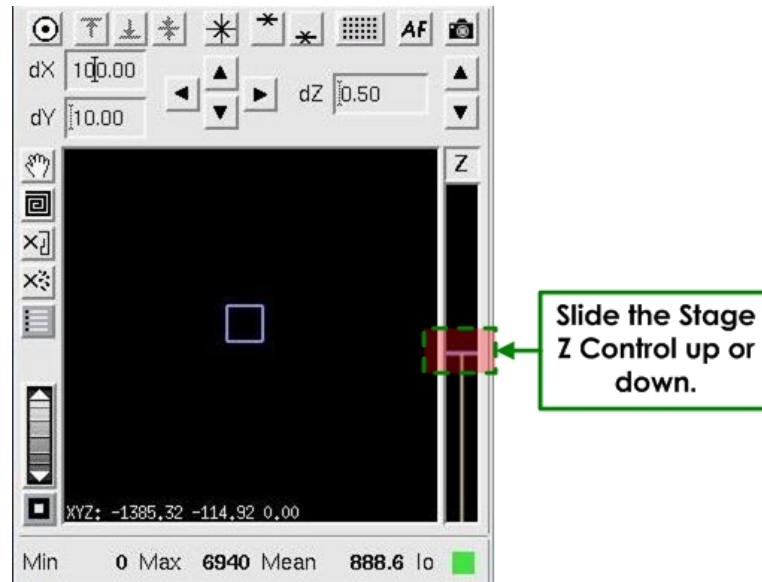 AF
dX 100.00
dZ 0.50
dY 10.00
Z
Slide the Stage
Z Control up or
down.
XYZ: -1385.32 -114.92 0.00
Min 0 Max 6940 Mean 888.6 Io